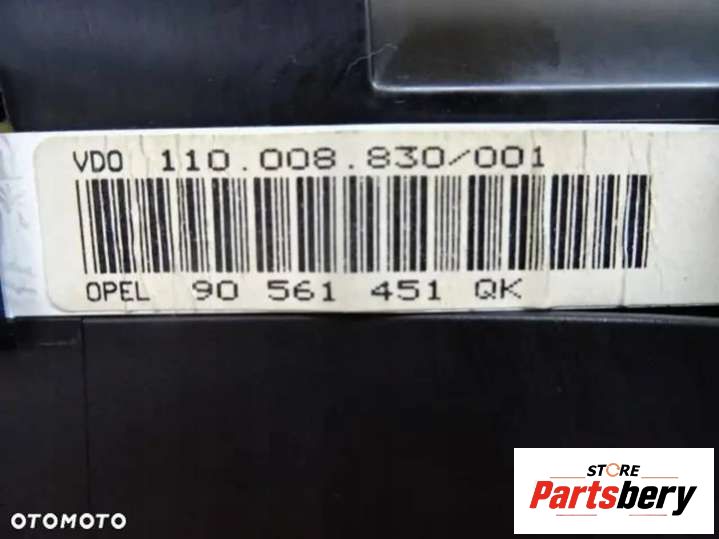 VDO 110.008.830/001
OPEL 90 561 451 QK
STORE
Partsbery
OTOMOTO